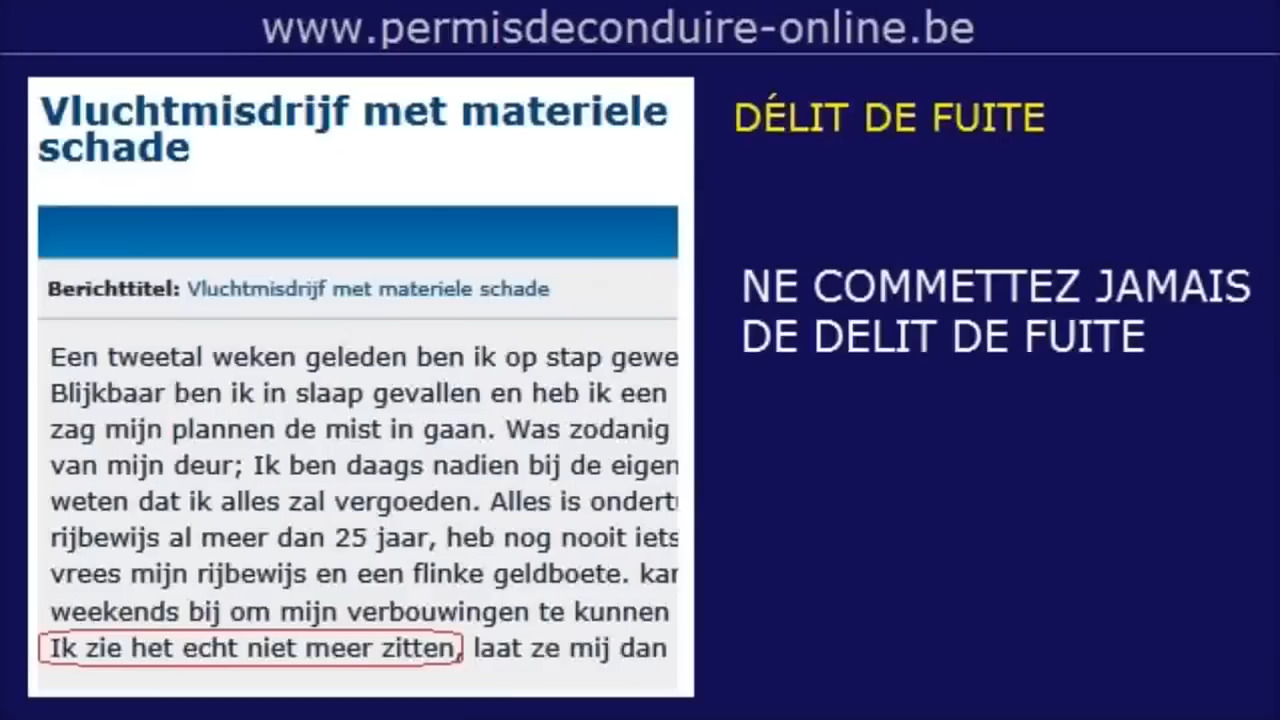 www.permisdeconduire-online.be
Vluchtmisdrijf met materiele
schade
Berichttitel: Vluchtmisdrijf met materiele schade
Een tweetal weken geleden ben ik op stap gewe
Blijkbaar ben ik in slaap gevallen en heb ik een
zag mijn plannen de mist in gaan. Was zodanig
van mijn deur; Ik ben daags nadien bij de eigen
weten dat ik alles zal vergoeden. Alles is ondert
rijbewijs al meer dan 25 jaar, heb nog nooit iets
vrees mijn rijbewijs en een flinke geldboete. kan
weekends bij om mijn verbouwingen te kunnen
Ik zie het echt niet meer zitten, laat ze mij dan
DÉLIT DE FUITE
NE COMMETTEZ JAMAIS
DE DELIT DE FUITE